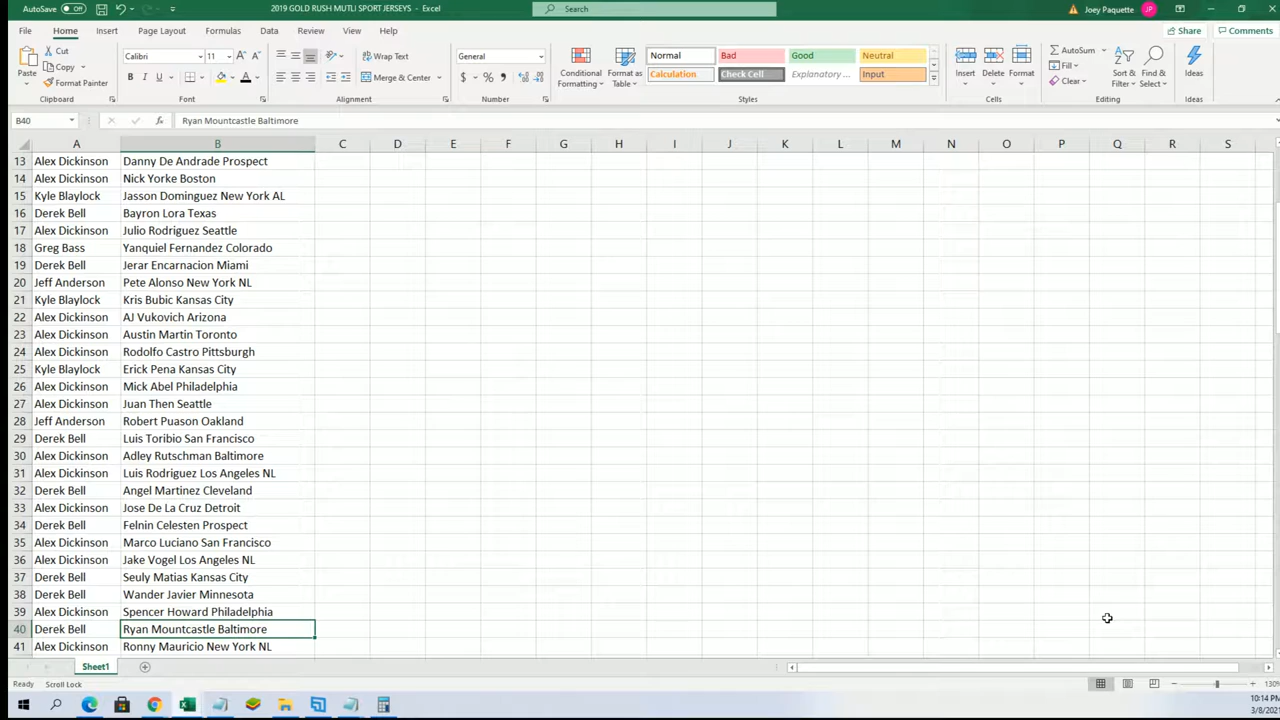 AutoSave Off 2019 GOLD RUSH MUTLI SPORT JERSEYS - Excel Search Joey Paquette JP
File Home Insert Page Layout Formulas Data Review View Help Share Comments
Paste Cut Copy Format Painter
Calibri 11 B I U
Wrap Text Merge & Center
General $ % 9
Conditional Formatting Format as Table
Normal Bad Good Neutral
Calculation Check Cell Explanatory ... Input
Insert Delete Format
AutoSum Fill Clear Sort & Filter Find & Select Ideas
Clipboard Font Alignment Number Styles Cells Editing Ideas
B40 fx Ryan Mountcastle Baltimore
A B C D E F G H I J K L M N O P Q R S
13 Alex Dickinson Danny De Andrade Prospect
14 Alex Dickinson Nick Yorke Boston
15 Kyle Blaylock Jasson Dominguez New York AL
16 Derek Bell Bayron Lora Texas
17 Alex Dickinson Julio Rodriguez Seattle
18 Greg Bass Yanquiel Fernandez Colorado
19 Derek Bell Jerar Encarnacion Miami
20 Jeff Anderson Pete Alonso New York NL
21 Kyle Blaylock Kris Bubic Kansas City
22 Alex Dickinson AJ Vukovich Arizona
23 Alex Dickinson Austin Martin Toronto
24 Alex Dickinson Rodolfo Castro Pittsburgh
25 Kyle Blaylock Erick Pena Kansas City
26 Alex Dickinson Mick Abel Philadelphia
27 Alex Dickinson Juan Then Seattle
28 Jeff Anderson Robert Puason Oakland
29 Derek Bell Luis Toribio San Francisco
30 Alex Dickinson Adley Rutschman Baltimore
31 Alex Dickinson Luis Rodriguez Los Angeles NL
32 Derek Bell Angel Martinez Cleveland
33 Alex Dickinson Jose De La Cruz Detroit
34 Derek Bell Felnin Celesten Prospect
35 Alex Dickinson Marco Luciano San Francisco
36 Alex Dickinson Jake Vogel Los Angeles NL
37 Derek Bell Seuly Matias Kansas City
38 Derek Bell Wander Javier Minnesota
39 Alex Dickinson Spencer Howard Philadelphia
40 Derek Bell Ryan Mountcastle Baltimore
41 Alex Dickinson Ronny Mauricio New York NL
Sheet1
Ready Scroll Lock 130%
10:14 PM
3/8/2021